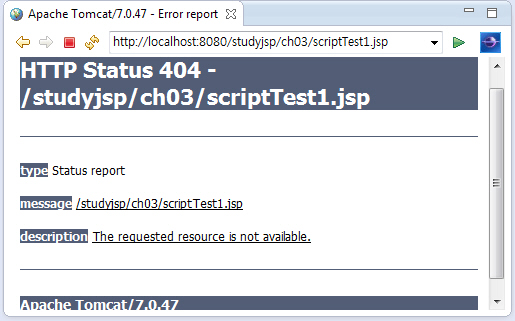 Apache Tomcat/7.0.47 - Error report
http://localhost:8080/studyjsp/ch03/scriptTest1.jsp
HTTP Status 404 -
/studyjsp/ch03/scriptTest1.jsp
type Status report
message /studyjsp/ch03/scriptTest1.jsp
description The requested resource is not available.
Apache Tomcat/7.0.47